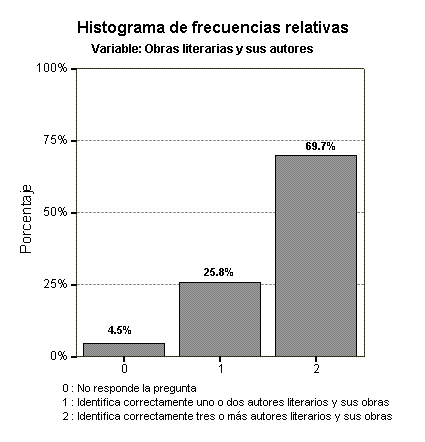 Histograma de frecuencias relativas
Variable: Obras literarias y sus autores
100%
75%
50%
25%
0%
Porcentaje
4.5%
25.8%
69.7%
0 1 2
0 : No responde la pregunta
1 : Identifica correctamente uno o dos autores literarios y sus obras
2 : Identifica correctamente tres o más autores literarios y sus obras